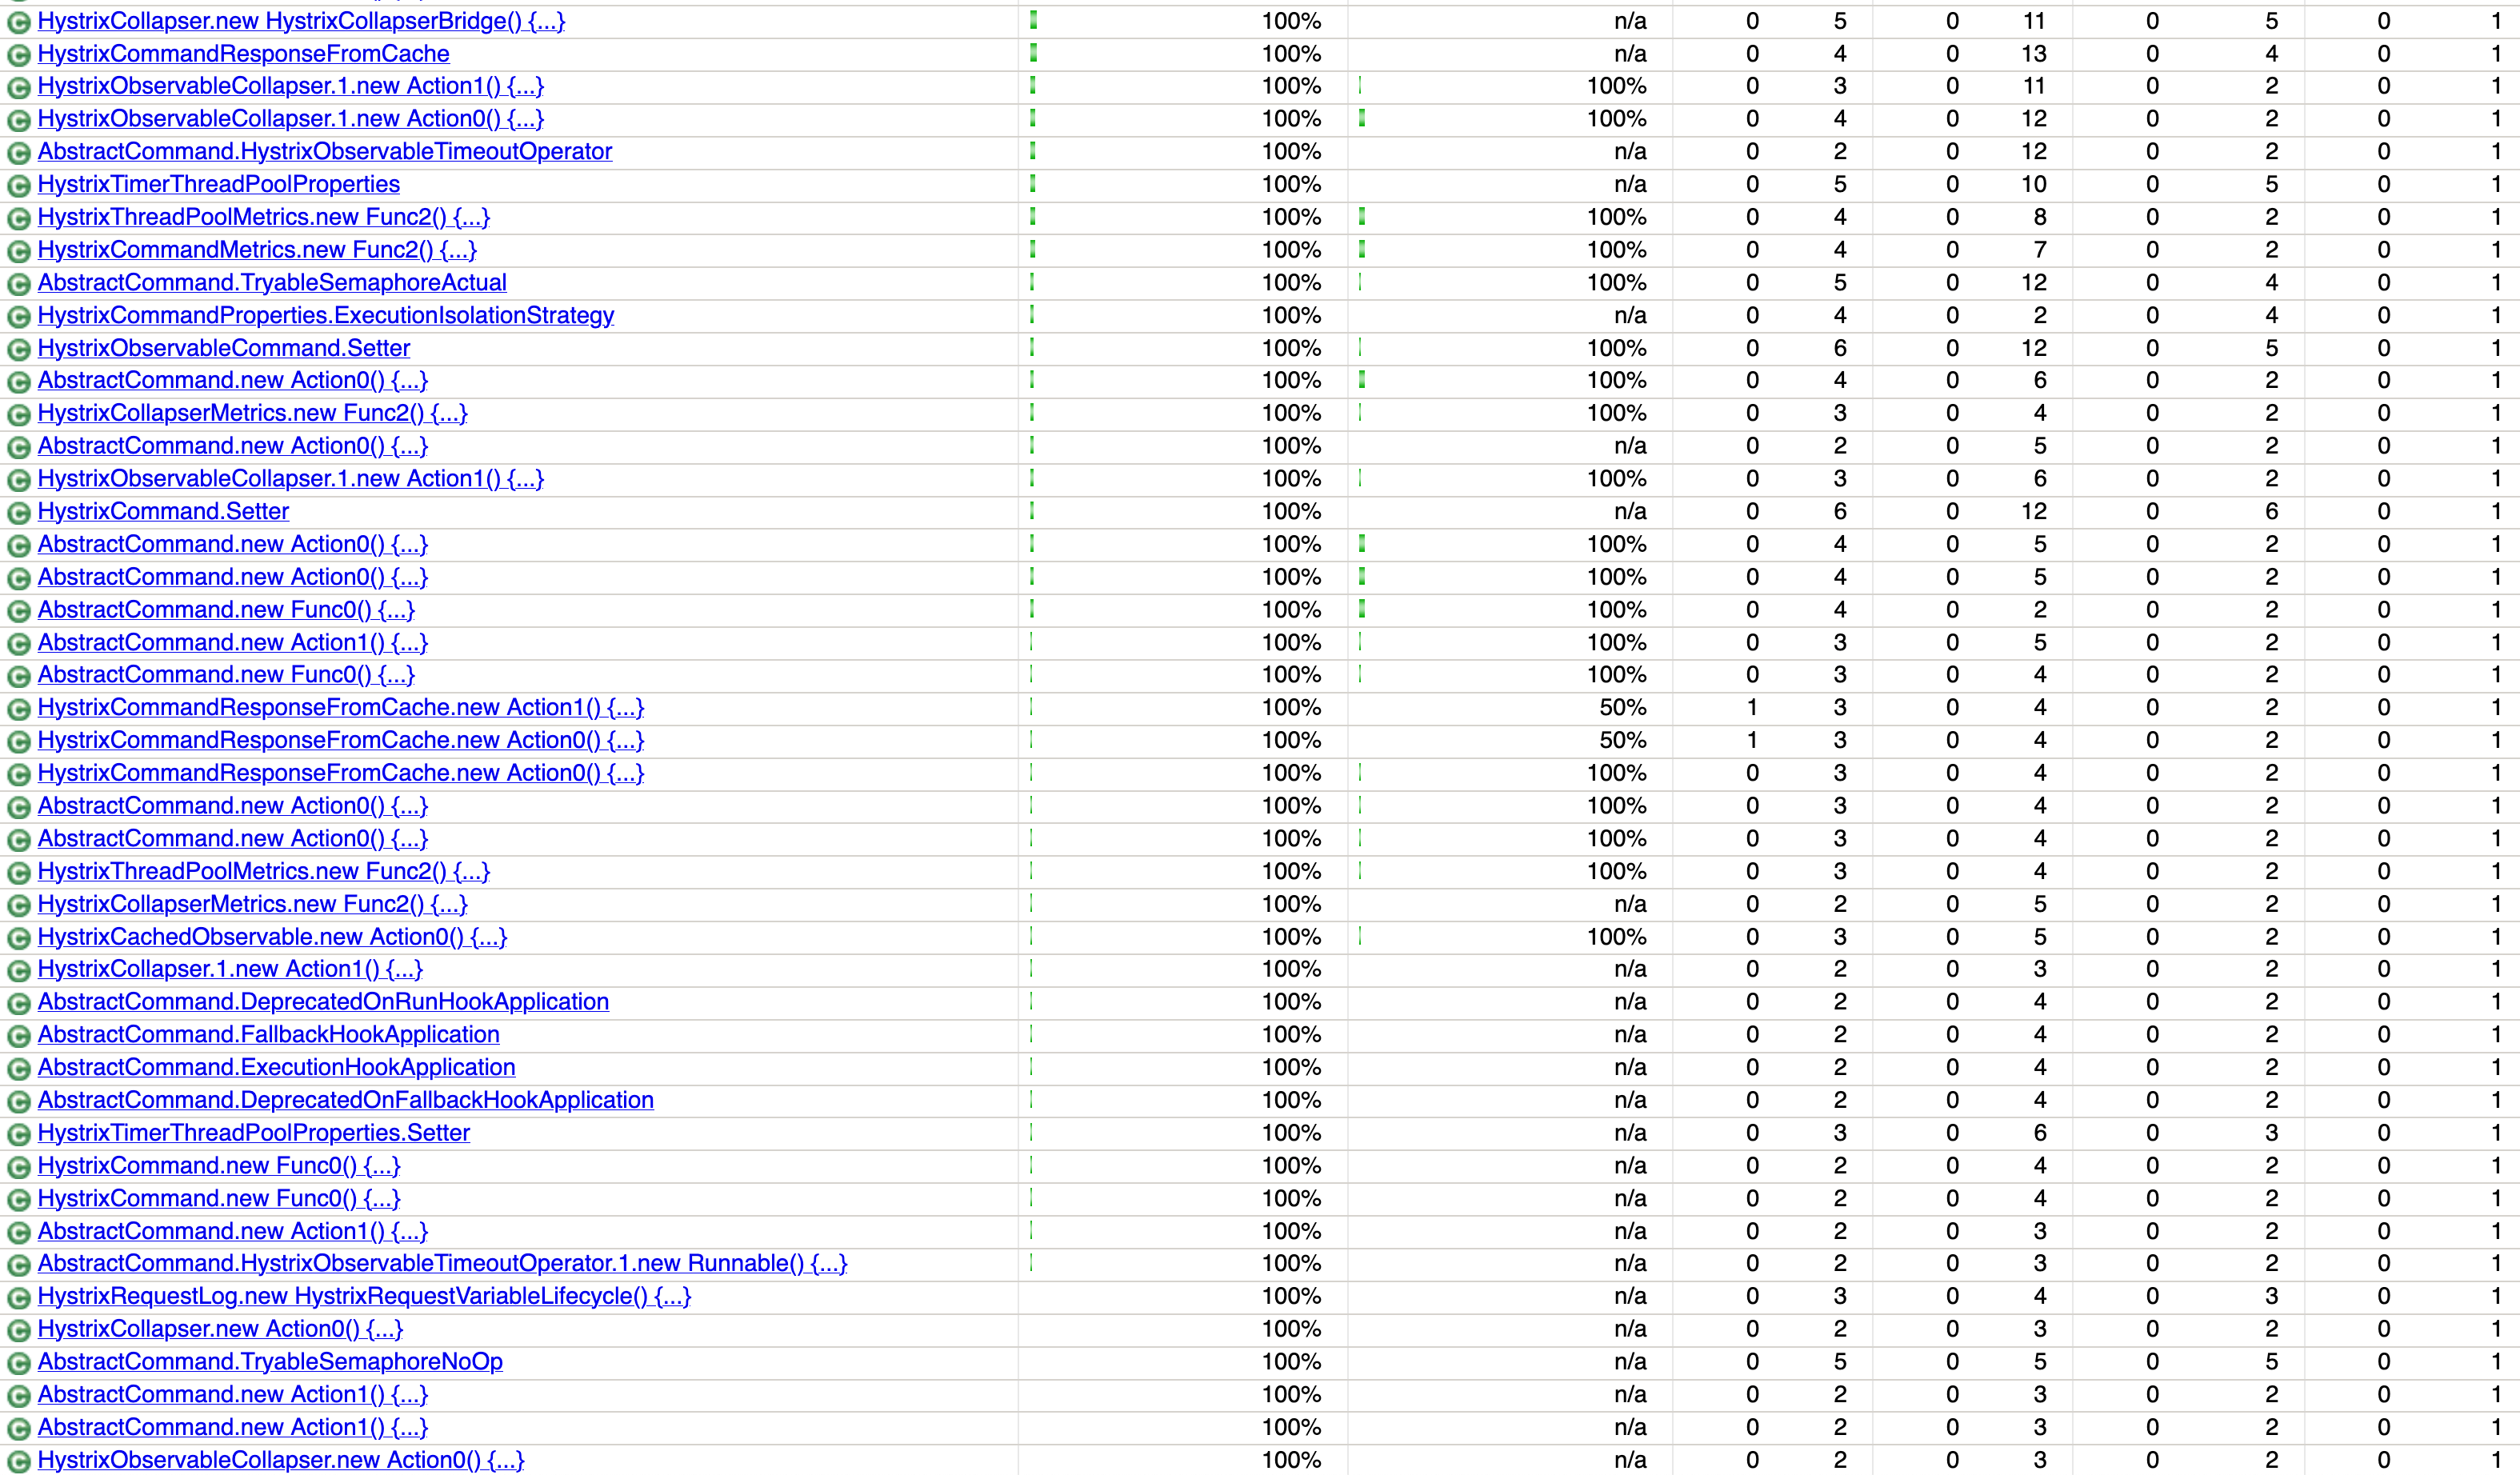 HystrixCollapser.new HystrixCollapserBridge() {...} 100% n/a 0 5 0 11 0 5 0 1
HystrixCommandResponseFromCache 100% n/a 0 4 0 13 0 4 0 1
HystrixObservableCollapser.1.new Action1() {...} 100% 100% 0 3 0 11 0 2 0 1
HystrixObservableCollapser.1.new Action0() {...} 100% 100% 0 4 0 12 0 2 0 1
AbstractCommand.HystrixObservableTimeoutOperator 100% n/a 0 2 0 12 0 2 0 1
HystrixTimerThreadPoolProperties 100% n/a 0 5 0 10 0 5 0 1
HystrixThreadPoolMetrics.new Func2() {...} 100% 100% 0 4 0 8 0 2 0 1
HystrixCommandMetrics.new Func2() {...} 100% 100% 0 4 0 7 0 2 0 1
AbstractCommand.TryableSemaphoreActual 100% 100% 0 5 0 12 0 4 0 1
HystrixCommandProperties.ExecutionIsolationStrategy 100% n/a 0 4 0 2 0 4 0 1
HystrixObservableCommand.Setter 100% 100% 0 6 0 12 0 5 0 1
AbstractCommand.new Action0() {...} 100% 100% 0 4 0 6 0 2 0 1
HystrixCollapserMetrics.new Func2() {...} 100% 100% 0 3 0 4 0 2 0 1
AbstractCommand.new Action0() {...} 100% n/a 0 2 0 5 0 2 0 1
HystrixObservableCollapser.1.new Action1() {...} 100% 100% 0 3 0 6 0 2 0 1
HystrixCommand.Setter 100% n/a 0 6 0 12 0 6 0 1
AbstractCommand.new Action0() {...} 100% 100% 0 4 0 5 0 2 0 1
AbstractCommand.new Action0() {...} 100% 100% 0 4 0 5 0 2 0 1
AbstractCommand.new Func0() {...} 100% 100% 0 4 0 2 0 2 0 1
AbstractCommand.new Action1() {...} 100% 100% 0 3 0 5 0 2 0 1
AbstractCommand.new Func0() {...} 100% 100% 0 3 0 4 0 2 0 1
HystrixCommandResponseFromCache.new Action1() {...} 100% 50% 1 3 0 4 0 2 0 1
HystrixCommandResponseFromCache.new Action0() {...} 100% 50% 1 3 0 4 0 2 0 1
HystrixCommandResponseFromCache.new Action0() {...} 100% 100% 0 3 0 4 0 2 0 1
AbstractCommand.new Action0() {...} 100% 100% 0 3 0 4 0 2 0 1
AbstractCommand.new Action0() {...} 100% 100% 0 3 0 4 0 2 0 1
HystrixThreadPoolMetrics.new Func2() {...} 100% 100% 0 3 0 4 0 2 0 1
HystrixCollapserMetrics.new Func2() {...} 100% n/a 0 2 0 5 0 2 0 1
HystrixCachedObservable.new Action0() {...} 100% 100% 0 3 0 5 0 2 0 1
HystrixCollapser.1.new Action1() {...} 100% n/a 0 2 0 3 0 2 0 1
AbstractCommand.DeprecatedOnRunHookApplication 100% n/a 0 2 0 4 0 2 0 1
AbstractCommand.FallbackHookApplication 100% n/a 0 2 0 4 0 2 0 1
AbstractCommand.ExecutionHookApplication 100% n/a 0 2 0 4 0 2 0 1
AbstractCommand.DeprecatedOnFallbackHookApplication 100% n/a 0 2 0 4 0 2 0 1
HystrixTimerThreadPoolProperties.Setter 100% n/a 0 3 0 6 0 3 0 1
HystrixCommand.new Func0() {...} 100% n/a 0 2 0 4 0 2 0 1
HystrixCommand.new Func0() {...} 100% n/a 0 2 0 4 0 2 0 1
AbstractCommand.new Action1() {...} 100% n/a 0 2 0 3 0 2 0 1
AbstractCommand.HystrixObservableTimeoutOperator.1.new Runnable() {...} 100% n/a 0 2 0 3 0 2 0 1
HystrixRequestLog.new HystrixRequestVariableLifecycle() {...} 100% n/a 0 3 0 4 0 3 0 1
HystrixCollapser.new Action0() {...} 100% n/a 0 2 0 3 0 2 0 1
AbstractCommand.TryableSemaphoreNoOp 100% n/a 0 5 0 5 0 5 0 1
AbstractCommand.new Action1() {...} 100% n/a 0 2 0 3 0 2 0 1
AbstractCommand.new Action1() {...} 100% n/a 0 2 0 3 0 2 0 1
HystrixObservableCollapser.new Action0() {...} 100% n/a 0 2 0 3 0 2 0 1